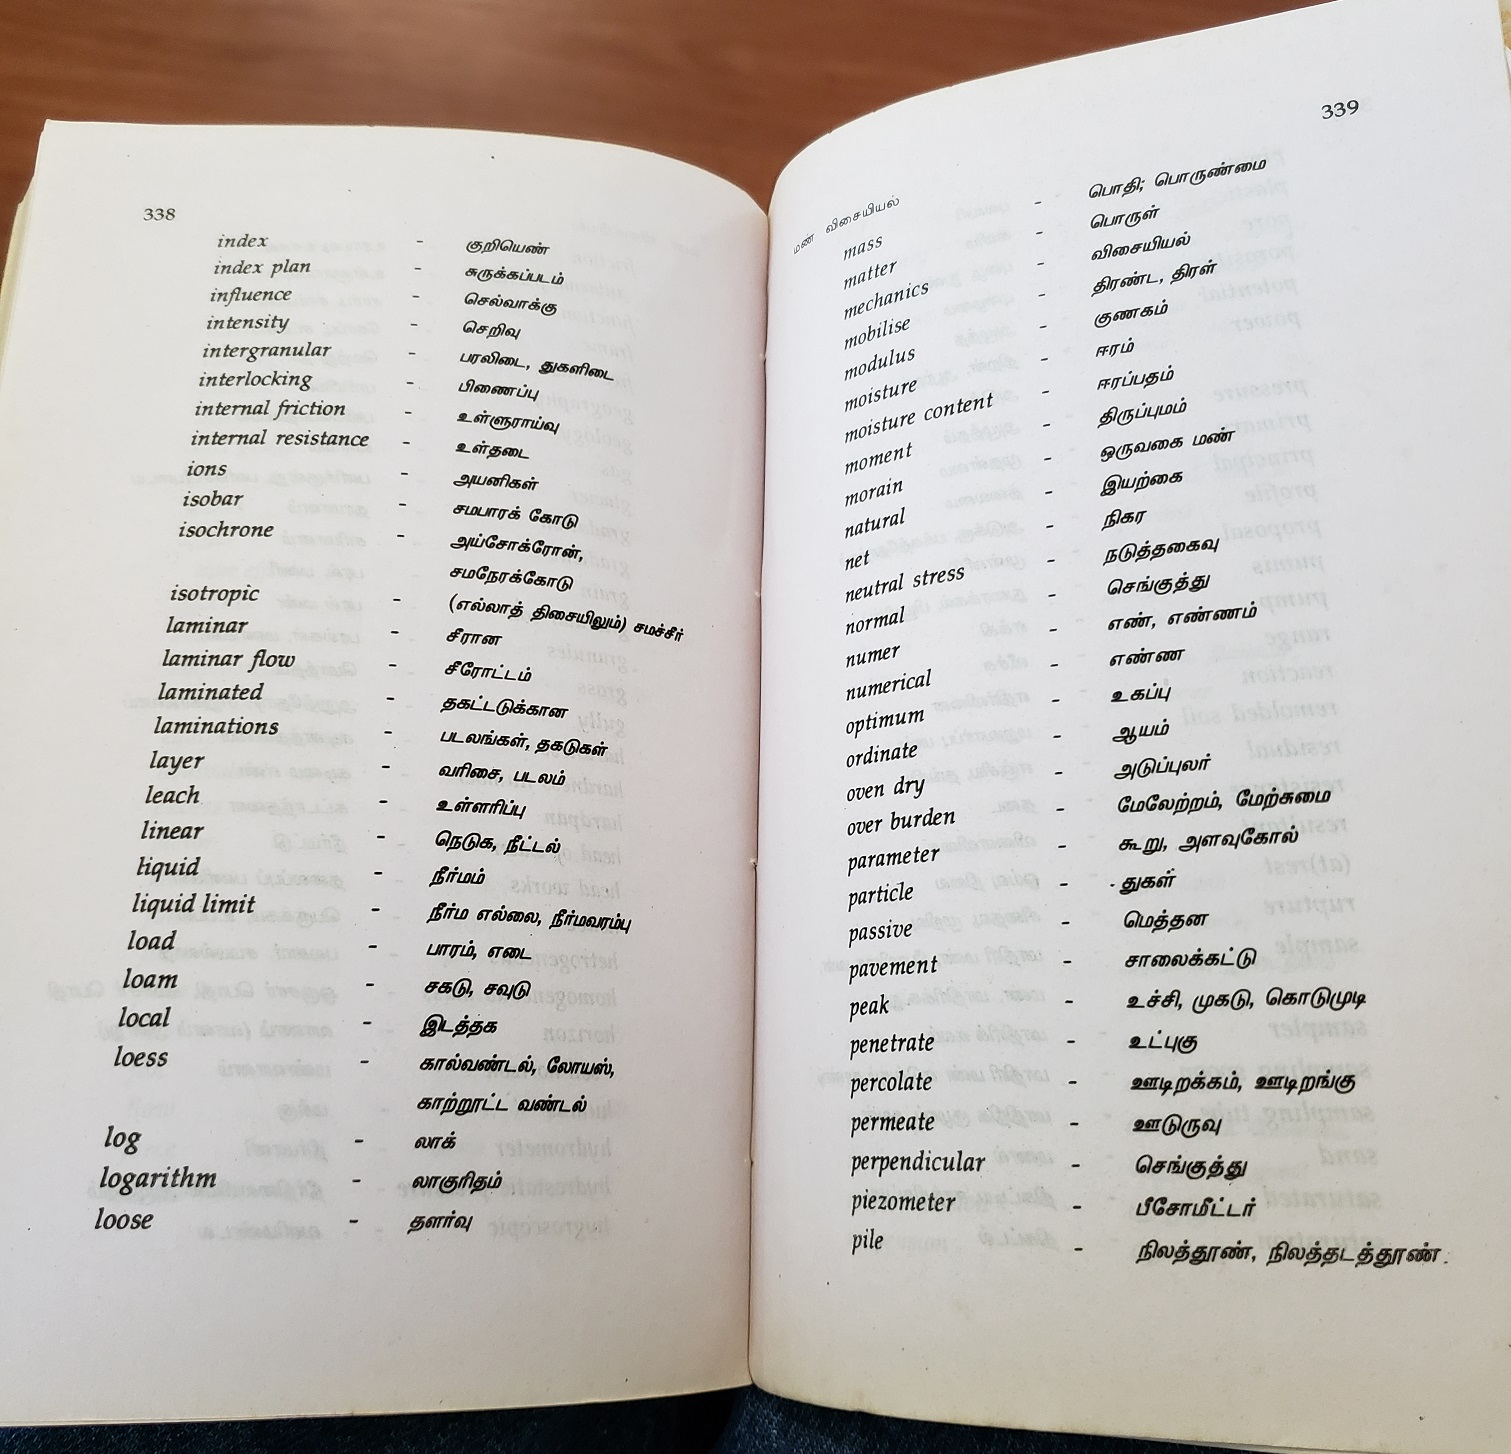 338
index - குறியெண்
index plan - சுருக்கப்படம்
influence - செல்வாக்கு
intensity - செறிவு
intergranular - பரலிடை, துகளிடை
interlocking - பிணைப்பு
internal friction - உள்ளுராய்வு
internal resistance - உள்தடை
ions - அயனிகள்
isobar - சமபாரக் கோடு
isochrone - அய்சோக்ரோன்,
சமநேரக்கோடு
isotropic - (எல்லாத் திசையிலும்) சமச்சீர்
laminar - சீரான
laminar flow - சீரோட்டம்
laminated - தகட்டடுக்கான
laminations - படலங்கள், தகடுகள்
layer - வரிசை, படலம்
leach - உள்ளரிப்பு
linear - நெடுக, நீட்டல்
liquid - நீர்மம்
liquid limit - நீர்ம எல்லை, நீர்மவரம்பு
load - பாரம், எடை
loam - சகடு, சவுடு
local - இடத்தக
loess - கால்வண்டல், லோயஸ்,
காற்றூட்ட வண்டல்
log - லாக்
logarithm - லாகுரிதம்
loose - தளர்வு
339
மண் விசையியல்
mass - பொதி; பொருண்மை
matter - பொருள்
mechanics - விசையியல்
mobilise - திரண்ட, திரள்
modulus - குணகம்
moisture - ஈரம்
moisture content - ஈரப்பதம்
moment - திருப்புமம்
morain - ஒருவகை மண்
natural - இயற்கை
net - நிகர
neutral stress - நடுத்தகைவு
normal - செங்குத்து
numer - எண், எண்ணம்
numerical - எண்ண
optimum - உகப்பு
ordinate - ஆயம்
oven dry - அடுப்புலர்
over burden - மேலேற்றம், மேற்சுமை
parameter - கூறு, அளவுகோல்
particle - துகள்
passive - மெத்தன
pavement - சாலைக்கட்டு
peak - உச்சி, முகடு, கொடுமுடி
penetrate - உட்புகு
percolate - ஊடிறக்கம், ஊடிறங்கு
permeate - ஊடுருவு
perpendicular - செங்குத்து
piezometer - பீசோமீட்டர்
pile - நிலத்தூண், நிலத்தடத்தூண்.